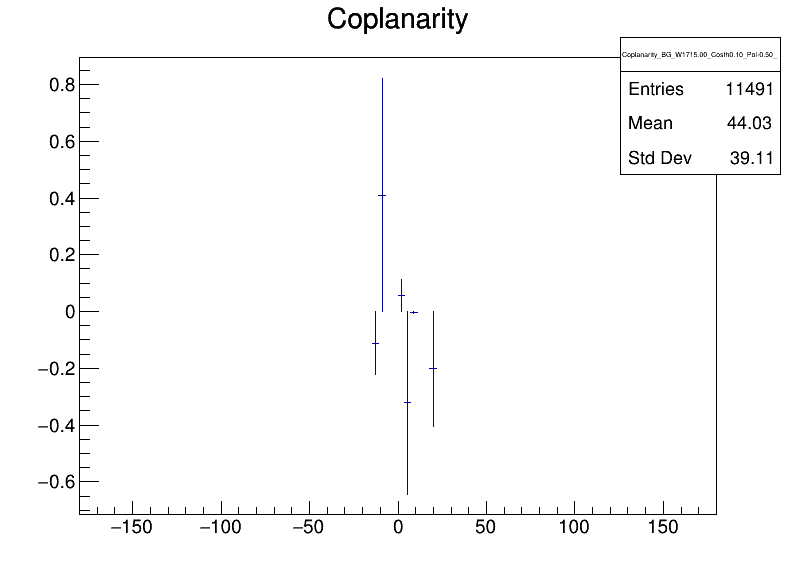 Coplanarity
Coplanarity_BG_W1715.00_Costh0.10_Pol-0.50_
Entries 11491
Mean 44.03
Std Dev 39.11
0.8
0.6
0.4
0.2
0
−0.2
−0.4
−0.6
−150 −100 −50 0 50 100 150